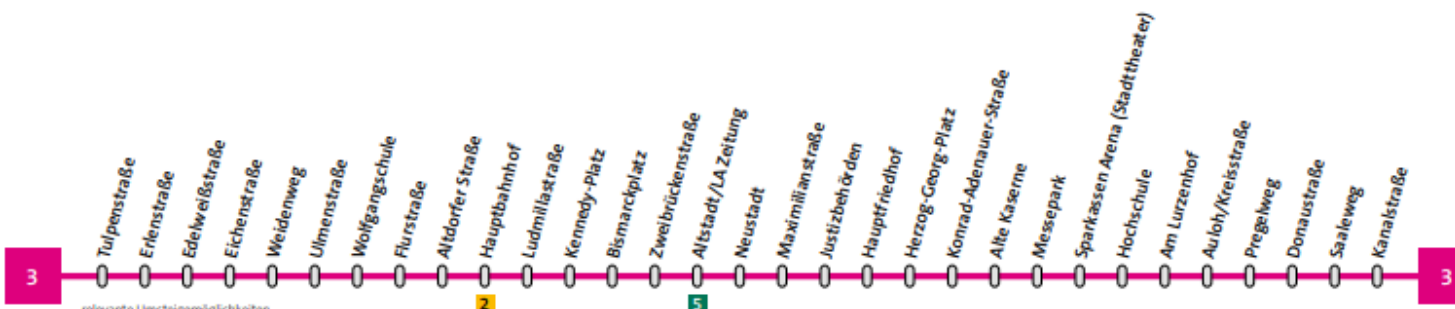 3
Tulpenstraße
Erlenstraße
Edelweißstraße
Eichenstraße
Weidenweg
Ulmenstraße
Wolfgangschule
Flurstraße
Altdorfer Straße
Hauptbahnhof
Ludmillastraße
Kennedy-Platz
Bismarckplatz
Zweibrückenstraße
Altstadt/LA Zeitung
Neustadt
Maximilianstraße
Justizbehörden
Hauptfriedhof
Herzog-Georg-Platz
Konrad-Adenauer-Straße
Alte Kaserne
Messepark
Sparkassen Arena (Stadttheater)
Hochschule
Am Lurzenhof
Auloh/Kreisstraße
Pregelweg
Donaustraße
Saaleweg
Kanalstraße
3
relevante Umsteigemöglichkeiten
2
5